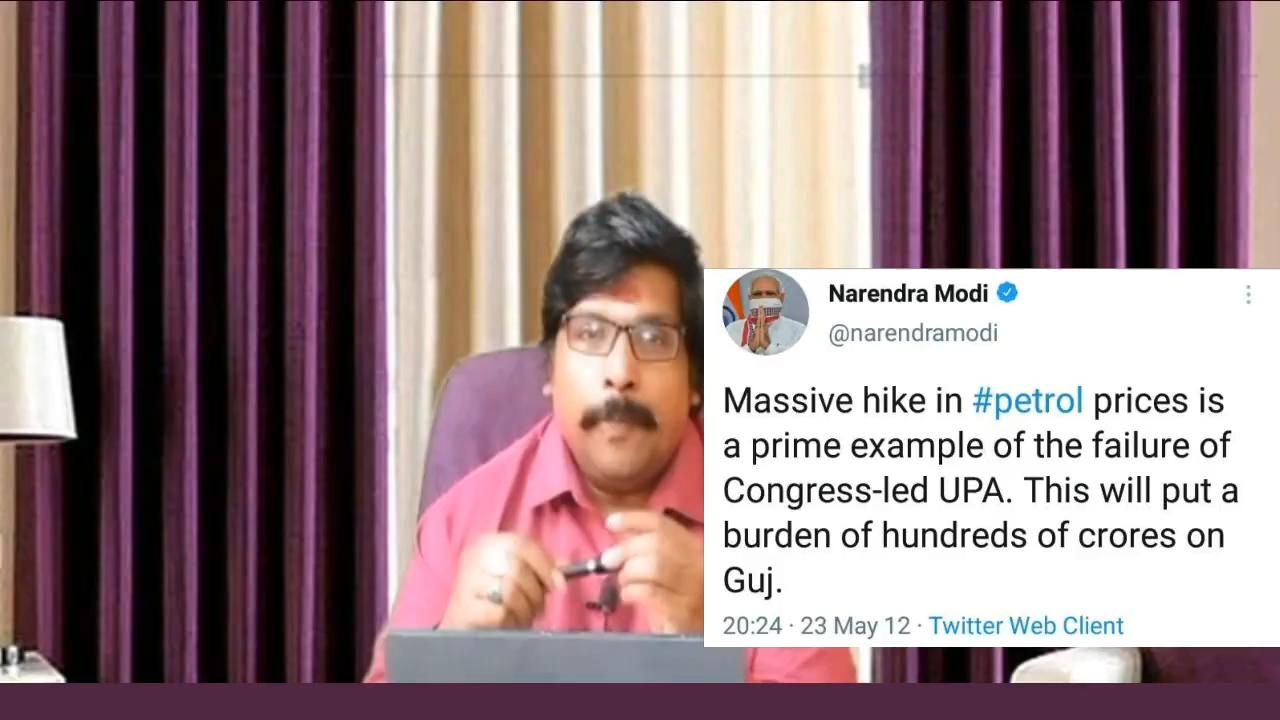 Narendra Modi
@narendramodi
Massive hike in #petrol prices is
a prime example of the failure of
Congress-led UPA. This will put a
burden of hundreds of crores on
Guj.
20:24 · 23 May 12 · Twitter Web Client